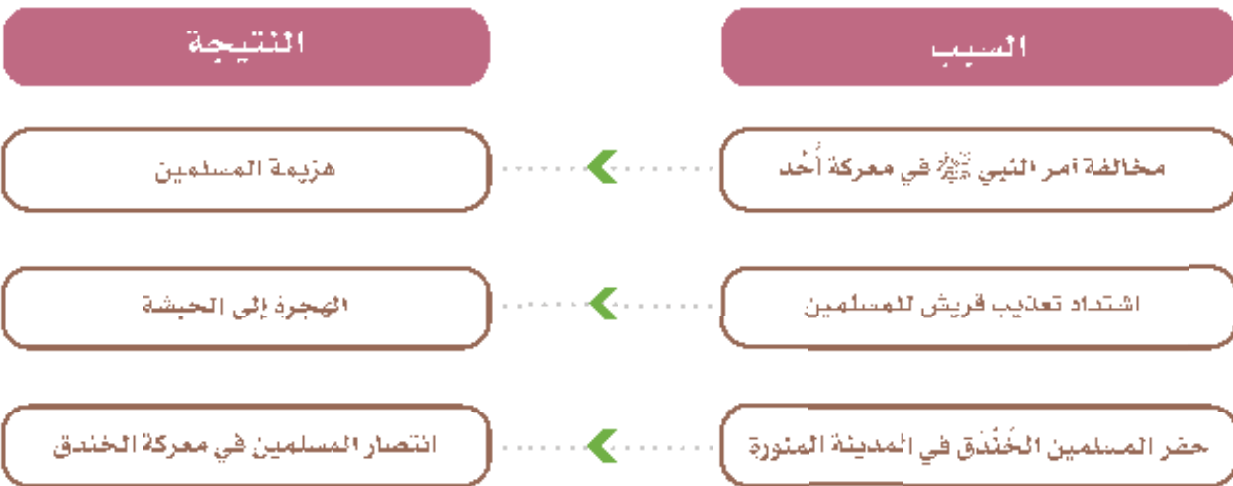 السبب
النتيجة
مخالفة أمر النبي ﷺ في معركة أُحُد
هزيمة المسلمين
اشتداد تعذيب قريش للمسلمين
الهجرة إلى الحبشة
حفر المسلمين الخَنْدَق في المدينة المنورة
انتصار المسلمين في معركة الخندق